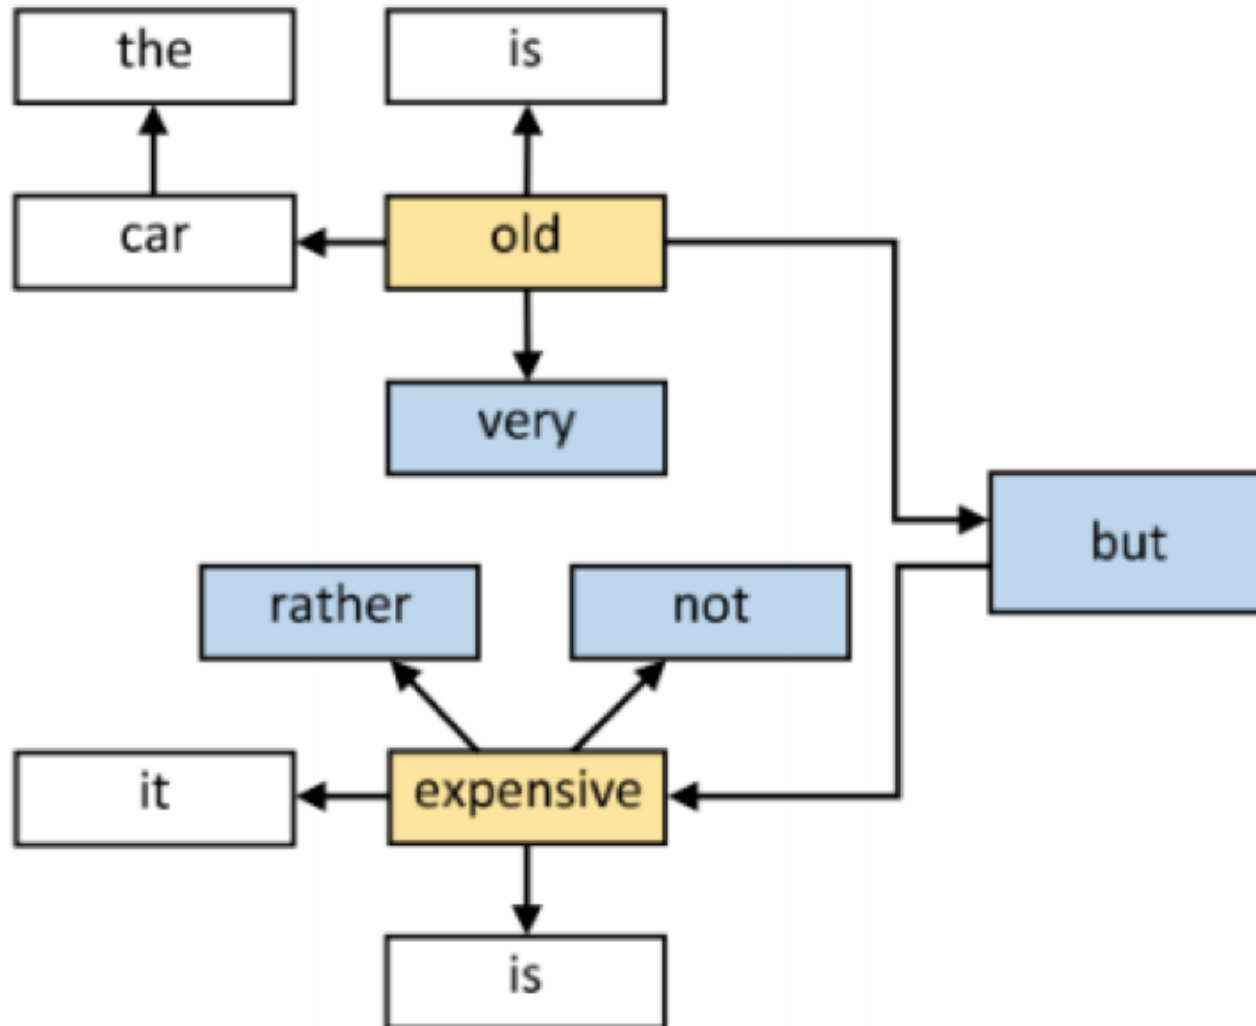 the
is
car
old
very
but
rather
not
it
expensive
is